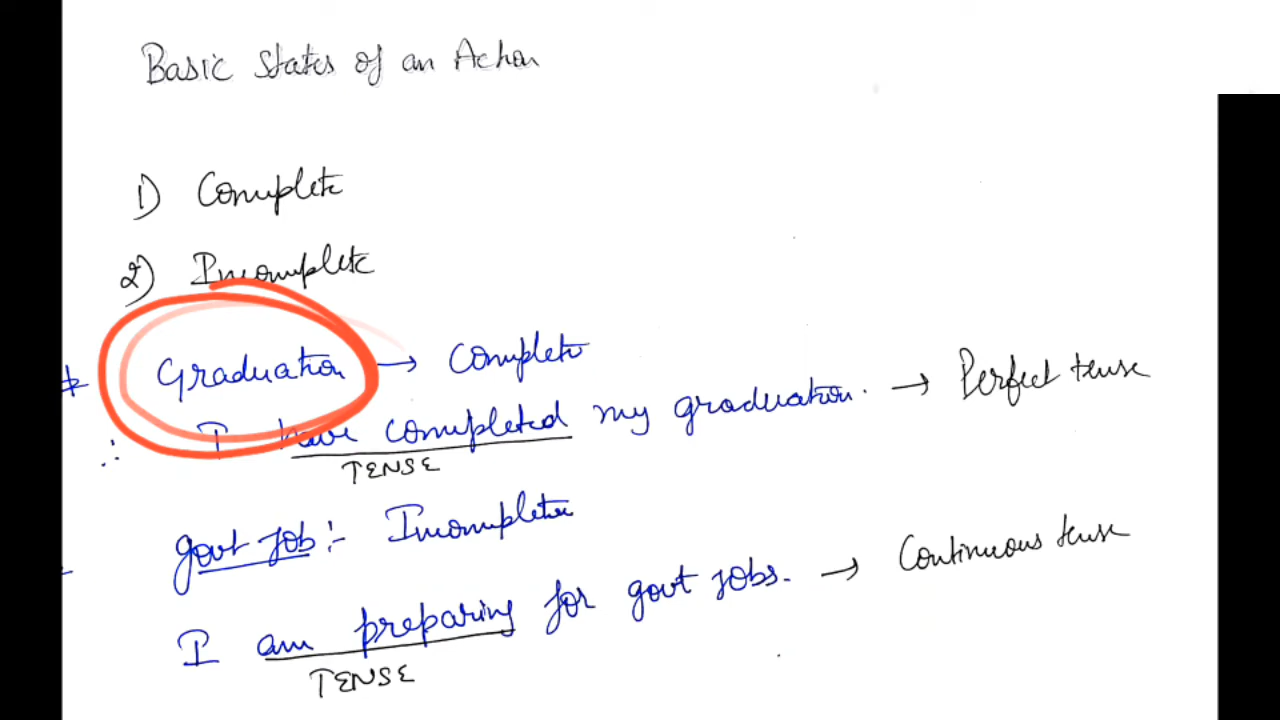 Basic States of an Action
1) Complete
2) Incomplete
* Graduation → Complete
∴ I have completed my graduation. → Perfect tense
TENSE
govt job :- Incomplete
I am preparing for govt jobs. → Continuous tense
TENSE